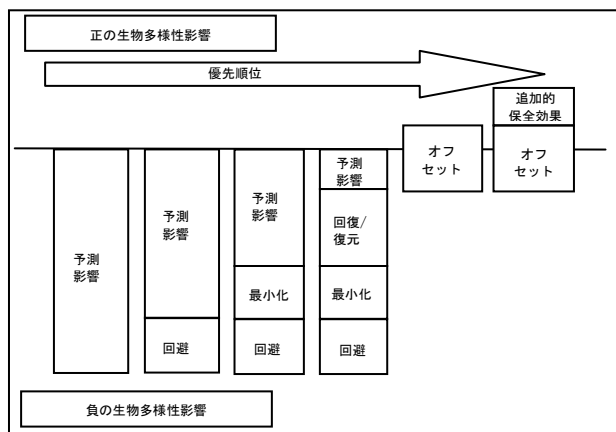 正の生物多様性影響
優先順位
追加的
保全効果
オフ
セット
オフ
セット
予測
影響
予測
影響
予測
影響
予測
影響
回復/
復元
最小化
最小化
回避
回避
回避
負の生物多様性影響